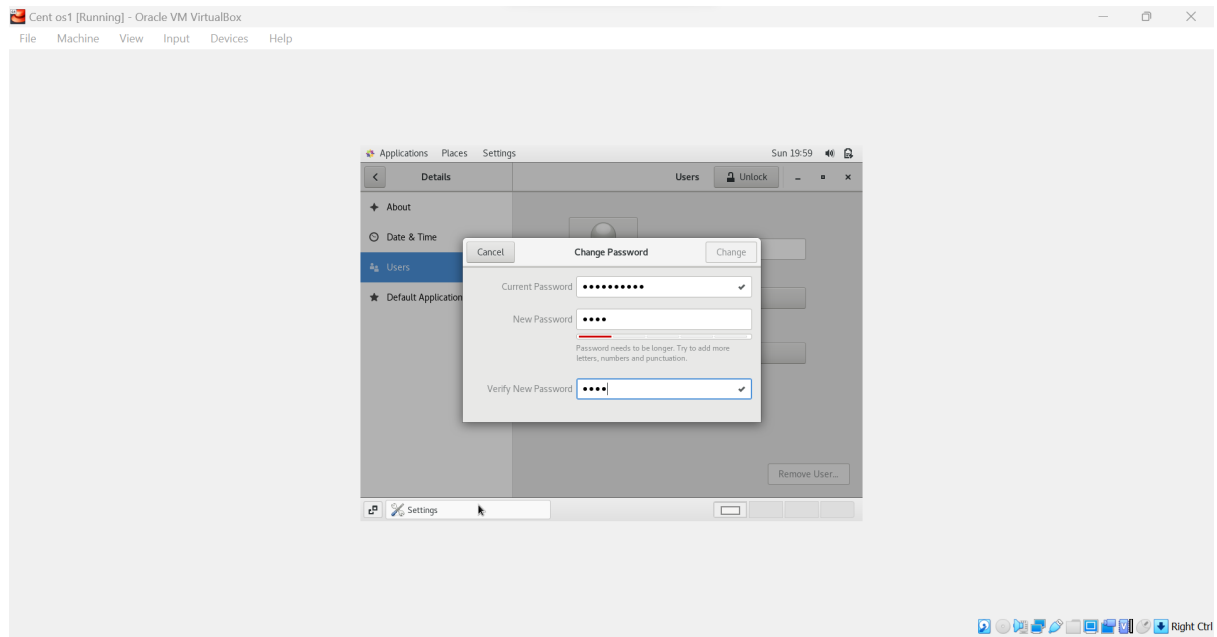 Cent os1 [Running] - Oracle VM VirtualBox
File Machine View Input Devices Help
Applications Places Settings Sun 19:59
Details Users Unlock
About
Date & Time
Users
Default Application
Cancel Change Password Change
Current Password ••••••••••
New Password ••••
Password needs to be longer. Try to add more
letters, numbers and punctuation.
Verify New Password ••••
Remove User...
Settings
Right Ctrl